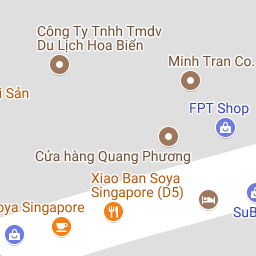 Công Ty Tnhh Tmdv
Du Lịch Hoa Biển
Minh Tran Co.
i Sản
FPT Shop
Cửa hàng Quang Phương
Xiao Ban Soya
Singapore (D5)
oya Singapore
SuB